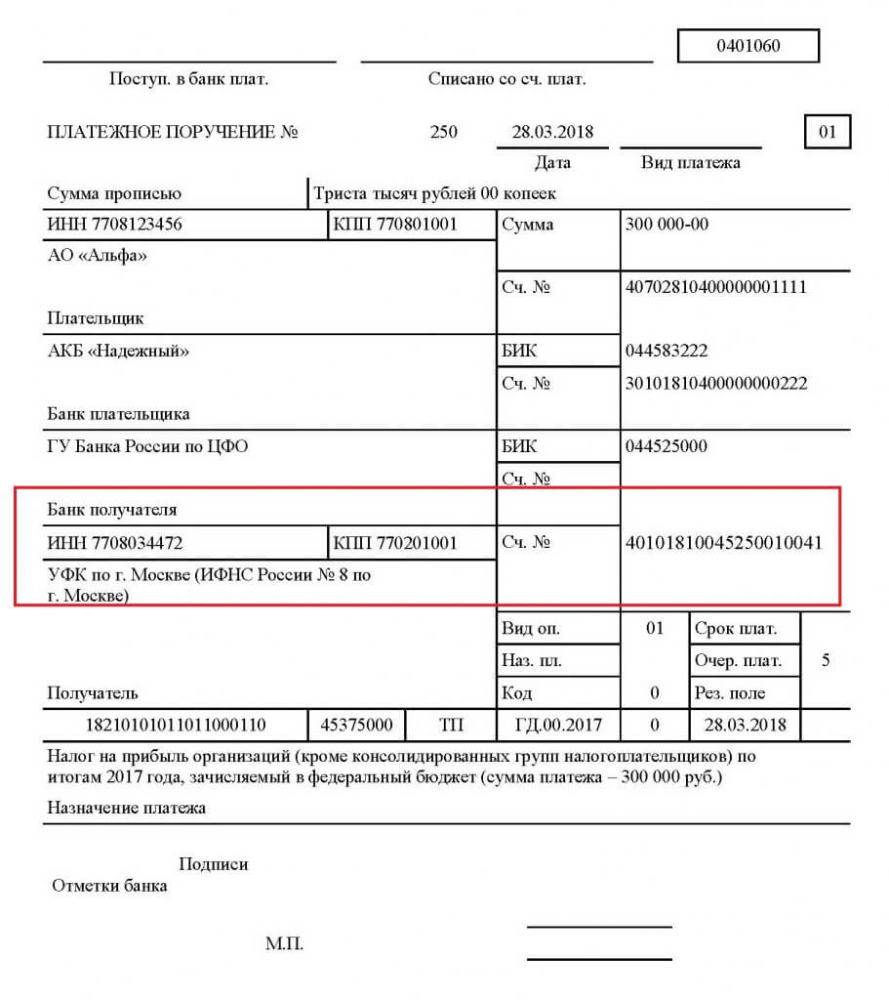 0401060
Поступ. в банк плат. Списано со сч. плат.
ПЛАТЕЖНОЕ ПОРУЧЕНИЕ № 250 28.03.2018 01
Дата Вид платежа
Сумма прописью Триста тысяч рублей 00 копеек
ИНН 7708123456 КПП 770801001 Сумма 300 000-00
АО «Альфа»
Сч. № 40702810400000001111
Плательщик
АКБ «Надежный» БИК 044583222
Сч. № 30101810400000000222
Банк плательщика
ГУ Банка России по ЦФО БИК 044525000
Сч. №
Банк получателя
ИНН 7708034472 КПП 770201001 Сч. № 40101810045250010041
УФК по г. Москве (ИФНС России № 8 по
г. Москве)
Вид оп. 01 Срок плат.
Наз. пл. Очер. плат. 5
Получатель Код 0 Рез. поле
18210101011011000110 45375000 ТП ГД.00.2017 0 28.03.2018
Налог на прибыль организаций (кроме консолидированных групп налогоплательщиков) по
итогам 2017 года, зачисляемый в федеральный бюджет (сумма платежа – 300 000 руб.)
Назначение платежа
Подписи
Отметки банка
М.П.